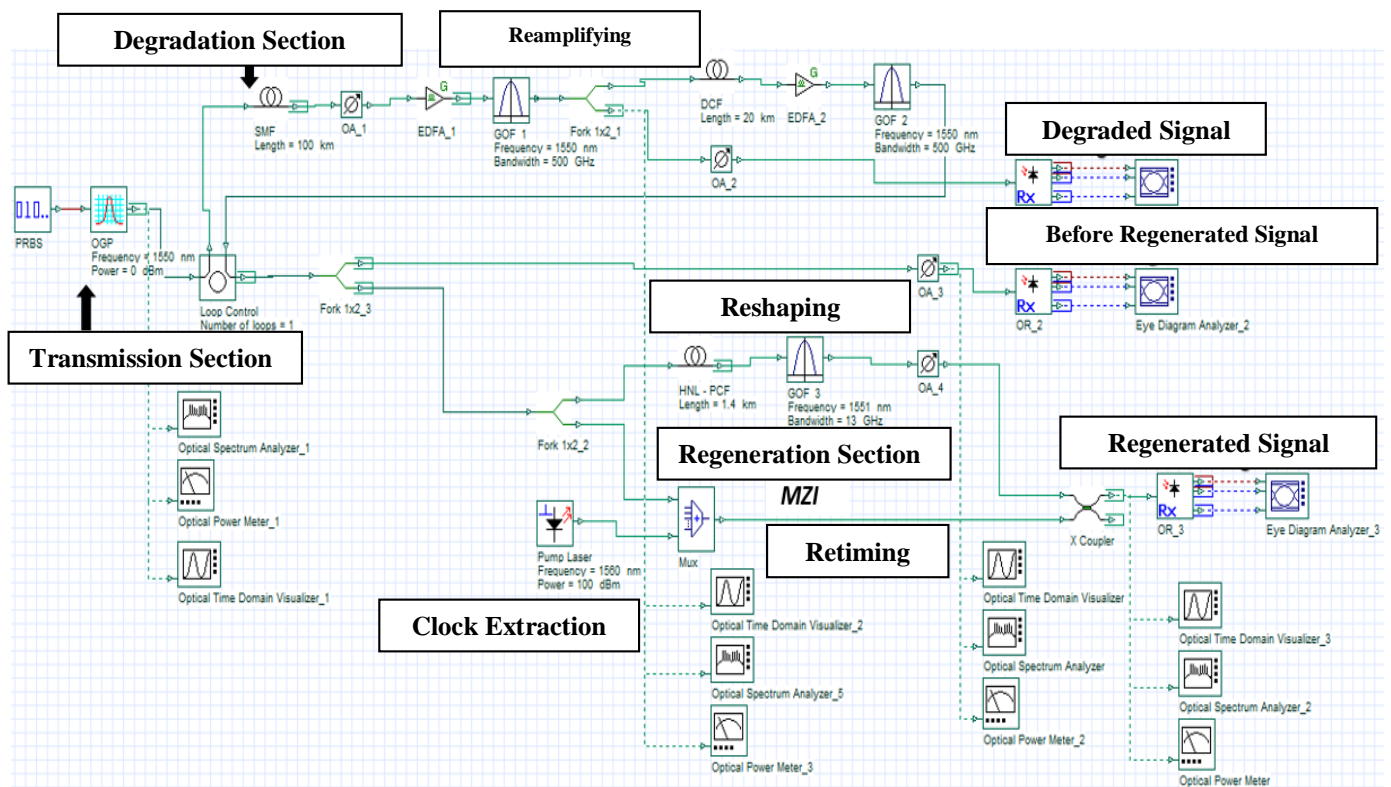 Degradation Section
Reamplifying
SMF
Length = 100 km
OA_1
G
EDFA_1
GOF 1
Frequency = 1550 nm
Bandwidth = 500 GHz
Fork 1x2_1
DCF
Length = 20 km
G
EDFA_2
GOF 2
Frequency = 1550 nm
Bandwidth = 500 GHz
OA_2
Degraded Signal
Rx
010..
PRBS
OGP
Frequency = 1550 nm
Power = 0 dBm
Loop Control
Number of loops = 1
Fork 1x2_3
Before Regenerated Signal
OA_3
Rx
OR_2
Eye Diagram Analyzer_2
Transmission Section
Reshaping
HNL - PCF
Length = 1.4 km
GOF 3
Frequency = 1551 nm
Bandwidth = 13 GHz
OA_4
Fork 1x2_2
Regeneration Section
MZI
Regenerated Signal
Rx
OR_3
Eye Diagram Analyzer_3
X Coupler
Optical Spectrum Analyzer_1
Optical Power Meter_1
Optical Time Domain Visualizer_1
Pump Laser
Frequency = 1560 nm
Power = 100 dBm
Mux
Retiming
Clock Extraction
Optical Time Domain Visualizer_2
Optical Spectrum Analyzer_5
Optical Power Meter_3
Optical Time Domain Visualizer
Optical Spectrum Analyzer
Optical Power Meter_2
Optical Time Domain Visualizer_3
Optical Spectrum Analyzer_2
Optical Power Meter